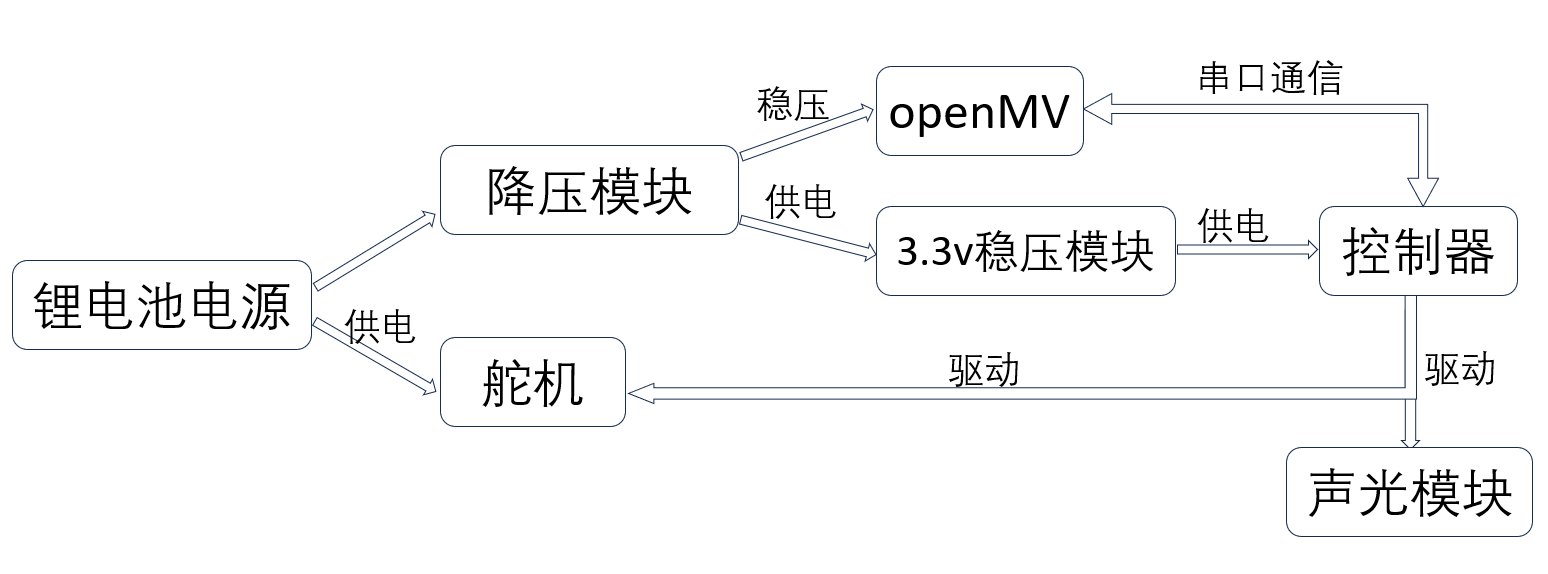 串口通信
稳压
openMV
降压模块
供电
3.3v稳压模块
供电
控制器
锂电池电源
供电
舵机
驱动
驱动
声光模块